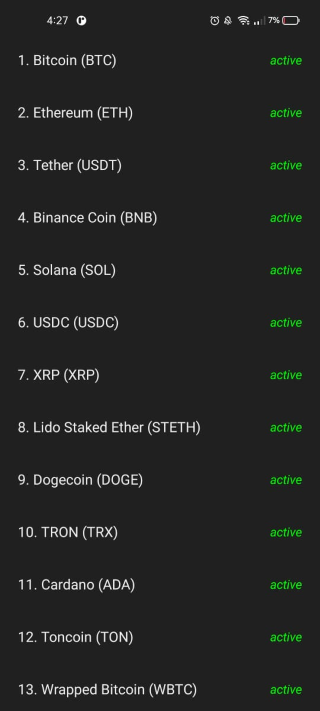 4:27 7%
1. Bitcoin (BTC) active
2. Ethereum (ETH) active
3. Tether (USDT) active
4. Binance Coin (BNB) active
5. Solana (SOL) active
6. USDC (USDC) active
7. XRP (XRP) active
8. Lido Staked Ether (STETH) active
9. Dogecoin (DOGE) active
10. TRON (TRX) active
11. Cardano (ADA) active
12. Toncoin (TON) active
13. Wrapped Bitcoin (WBTC) active